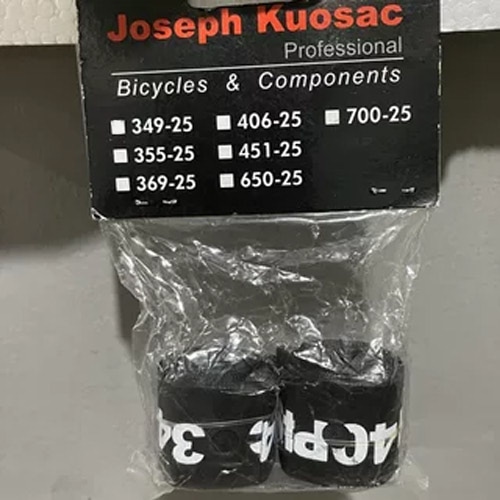 Joseph Kuosac
Professional
Bicycles & Components
349-25 406-25 700-25
355-25 451-25
369-25 650-25
34
4CP